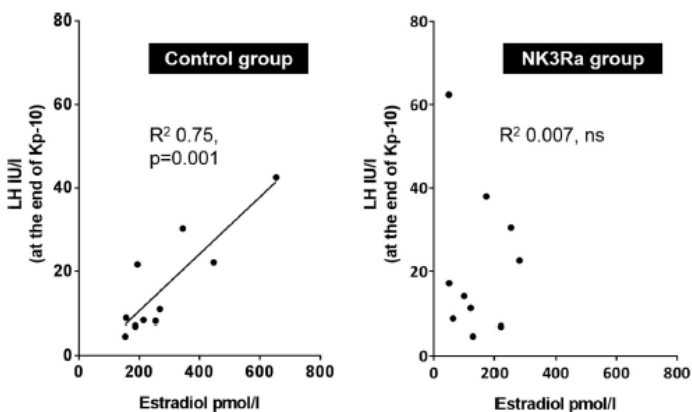 Control group
R² 0.75,
p=0.001
LH IU/l
(at the end of Kp-10)
80
60
40
20
0
0 200 400 600 800
Estradiol pmol/l
NK3Ra group
R² 0.007, ns
LH IU/l
(at the end of Kp-10)
80
60
40
20
0
0 200 400 600 800
Estradiol pmol/l